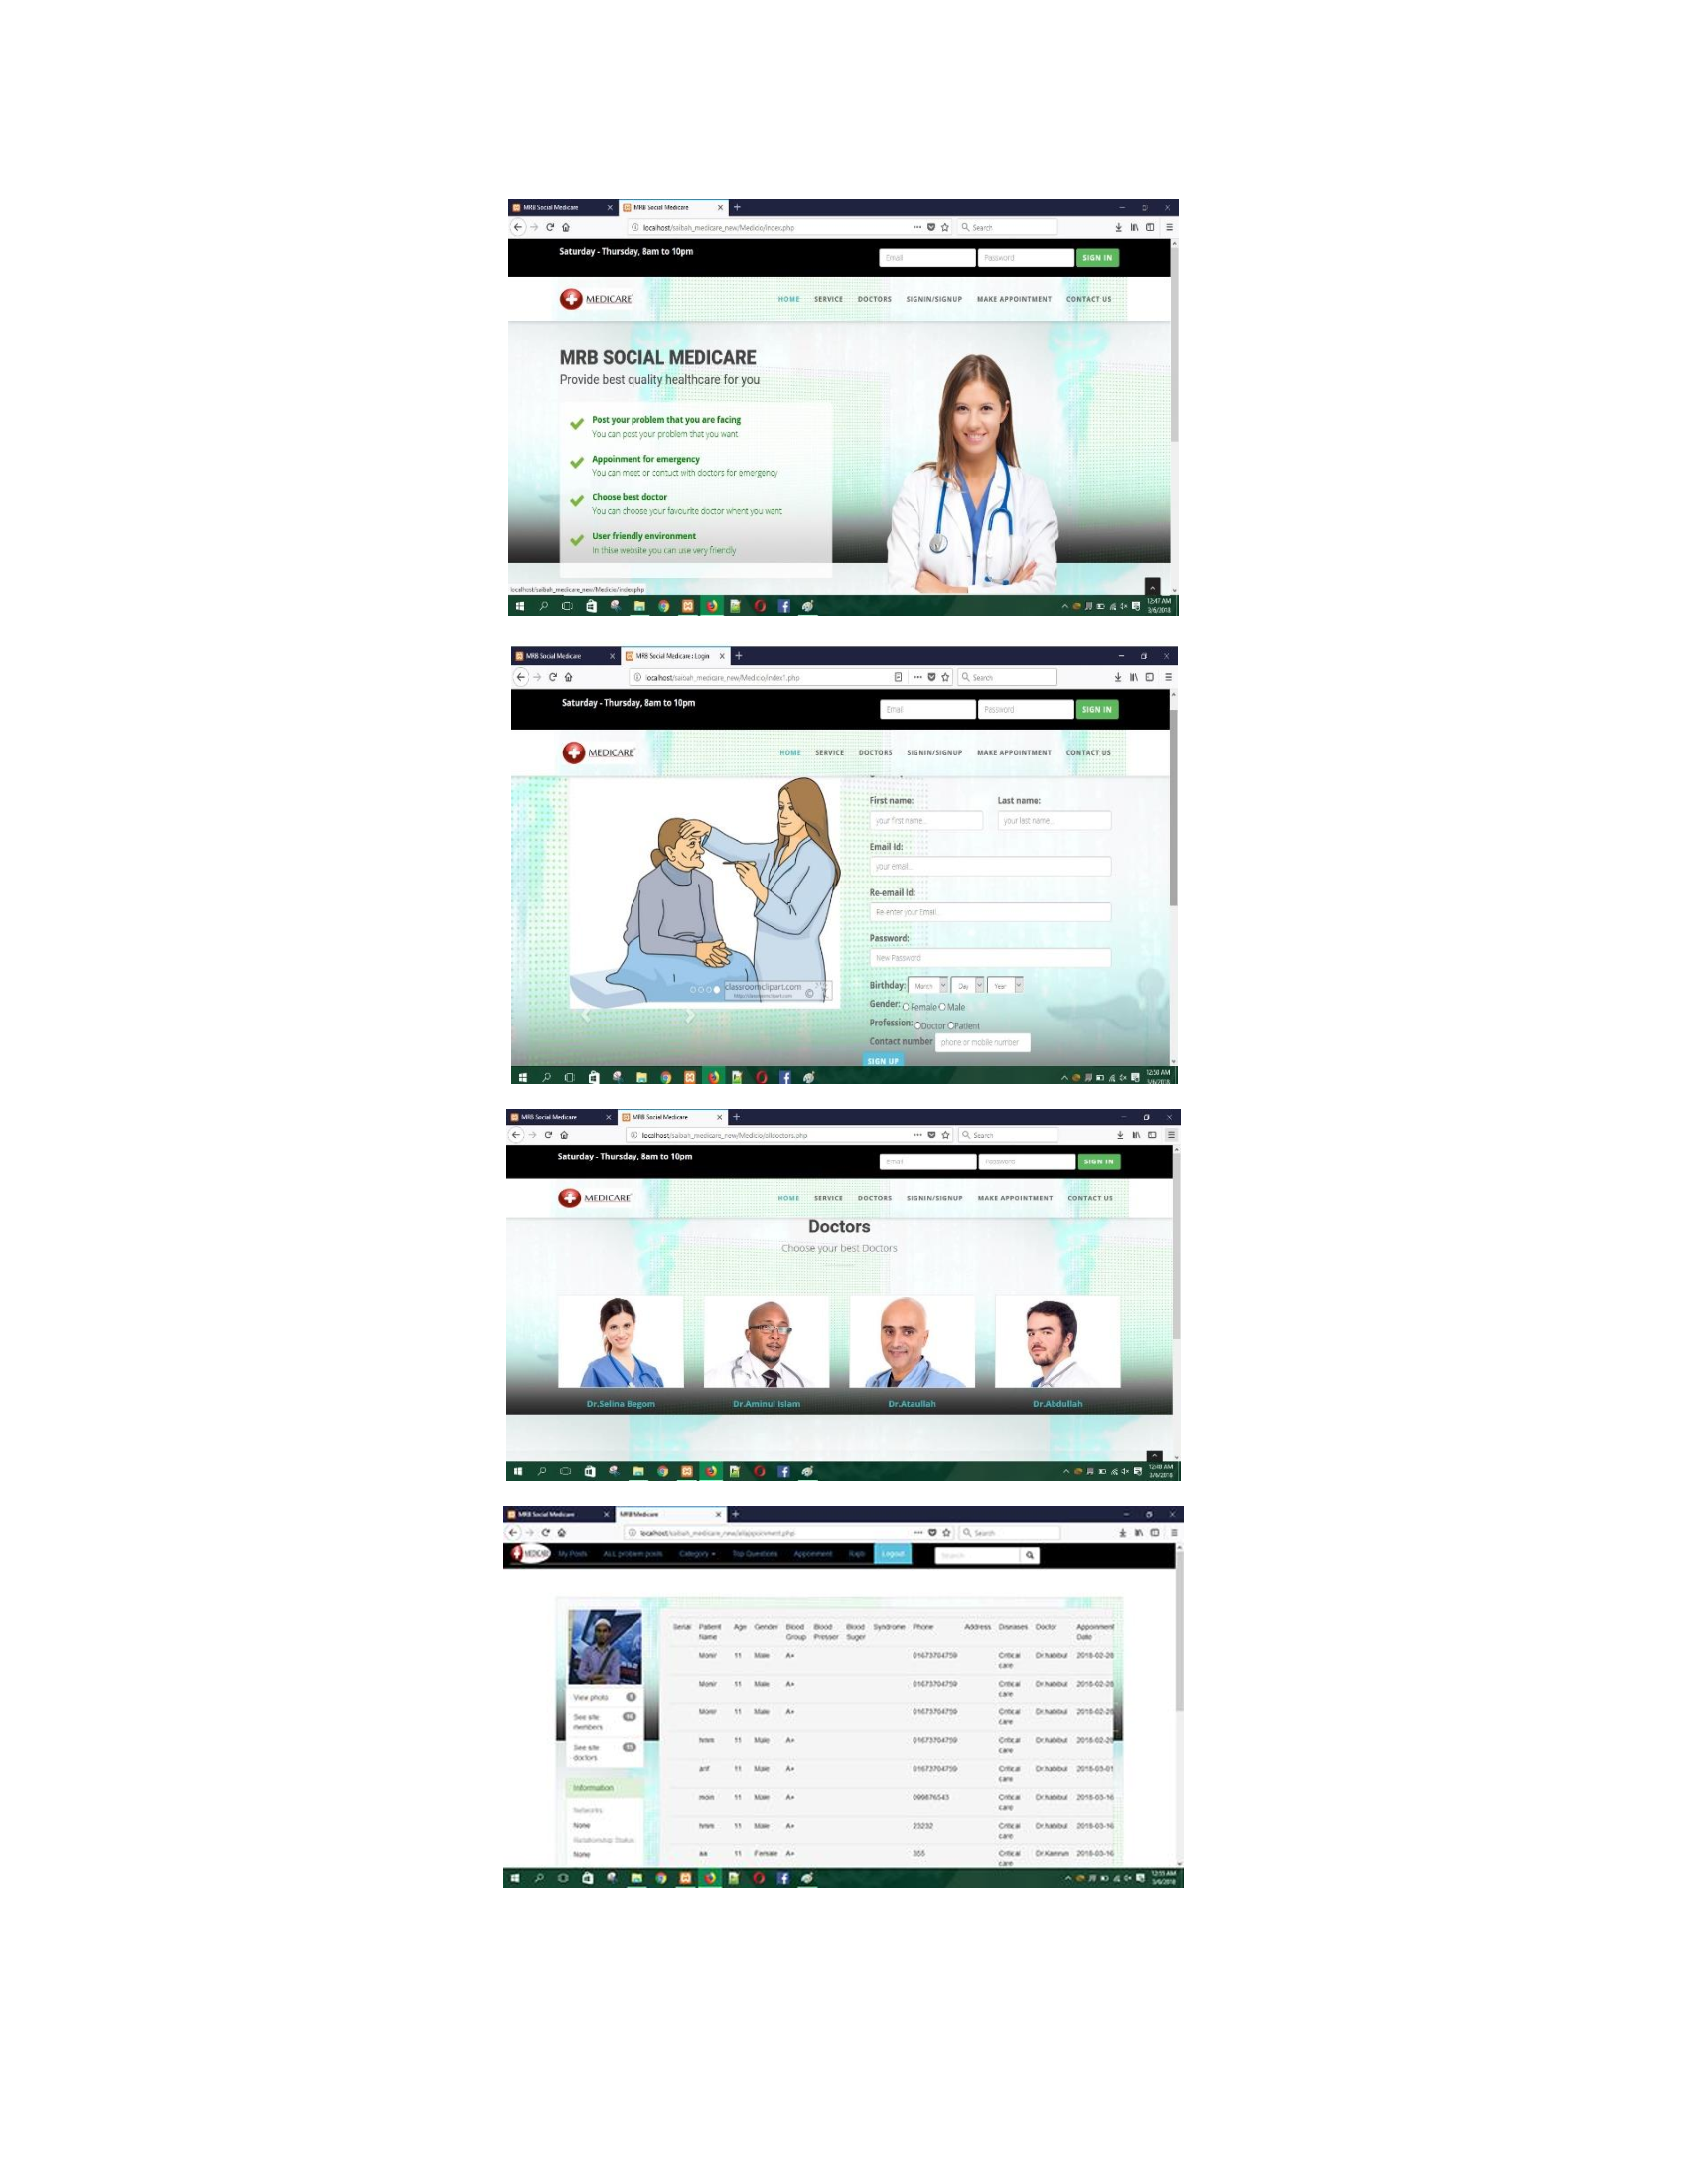 MRB Social Medicare
MRB Social Medicare
localhost/saibah_medicare_new/Medicio/index.php
Search
Saturday - Thursday, 8am to 10pm
Email
Password
SIGN IN
MEDICARE
HOME SERVICE DOCTORS SIGNIN/SIGNUP MAKE APPOINTMENT CONTACT US
MRB SOCIAL MEDICARE
Provide best quality healthcare for you
Post your problem that you are facing
You can post your problem that you want
Appoinment for emergency
You can meet or contuct with doctors for emergency
Choose best doctor
You can choose your favourite doctor whent you want
User friendly environment
In thise website you can use very friendly
localhost/saibah_medicare_new/Medicio/index.php
12:47 AM
3/6/2018
MRB Social Medicare
MRB Social Medicare : Login
localhost/saibah_medicare_new/Medicio/index1.php
Search
Saturday - Thursday, 8am to 10pm
Email
Password
SIGN IN
MEDICARE
HOME SERVICE DOCTORS SIGNIN/SIGNUP MAKE APPOINTMENT CONTACT US
First name: Last name:
your first name.. your last name..
Email id:
your email..
Re-email id:
Re-enter your Email..
Password:
New Password
Birthday: Month Day Year
Gender: Female Male
Profession: Doctor Patient
Contact number phone or mobile number
SIGN UP
classroomclipart.com
http://classroomclipart.com
12:50 AM
3/6/2018
MRB Social Medicare
MRB Social Medicare
localhost/saibah_medicare_new/Medicio/alldoctors.php
Search
Saturday - Thursday, 8am to 10pm
Email
Password
SIGN IN
MEDICARE
HOME SERVICE DOCTORS SIGNIN/SIGNUP MAKE APPOINTMENT CONTACT US
Doctors
Choose your best Doctors
Dr.Selina Begom Dr.Aminul Islam Dr.Ataullah Dr.Abdullah
12:48 AM
3/6/2018
MRB Social Medicare
MRB Medicare
localhost/saibah_medicare_new/allappoinment.php
Search
MEDICARE My Posts ALL problem posts Category Top Questions Appoinment Rajib Logout Search
View photo
See site members
See site doctors
Information
Networks
None
Relationship Status
None
Serial Patient Name Age Gender Blood Group Blood Presser Blood Suger Syndrome Phone Address Diseases Doctor Appoinment Date
Monir 11 Male A+ 01673704759 Critical care Dr.habibul 2018-02-28
Monir 11 Male A+ 01673704759 Critical care Dr.habibul 2018-02-28
Monir 11 Male A+ 01673704759 Critical care Dr.habibul 2018-02-28
hmm 11 Male A+ 01673704759 Critical care Dr.habibul 2018-02-28
arif 11 Male A+ 01673704759 Critical care Dr.habibul 2018-03-01
moin 11 Male A+ 099876543 Critical care Dr.habibul 2018-03-16
hmm 11 Male A+ 23232 Critical care Dr.habibul 2018-03-16
aa 11 Female A+ 355 Critical care Dr.Kamrun 2018-03-16
12:55 AM
3/6/2018